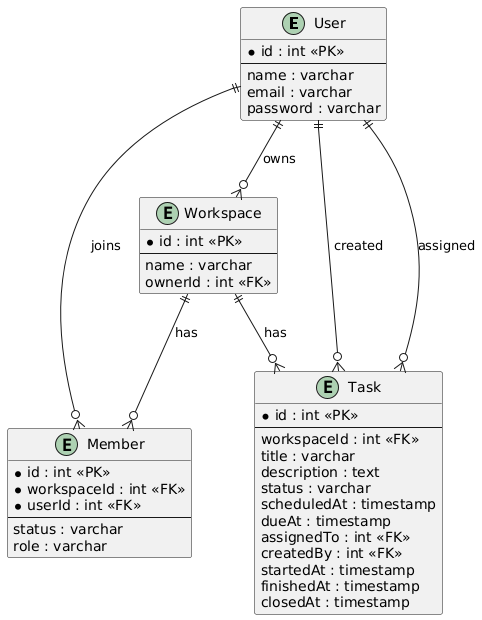 E User
* id : int «PK»
name : varchar
email : varchar
password : varchar
owns
E Workspace
* id : int «PK»
name : varchar
ownerId : int «FK»
joins
created
assigned
has
has
E Member
* id : int «PK»
* workspaceId : int «FK»
* userId : int «FK»
status : varchar
role : varchar
E Task
* id : int «PK»
workspaceId : int «FK»
title : varchar
description : text
status : varchar
scheduledAt : timestamp
dueAt : timestamp
assignedTo : int «FK»
createdBy : int «FK»
startedAt : timestamp
finishedAt : timestamp
closedAt : timestamp